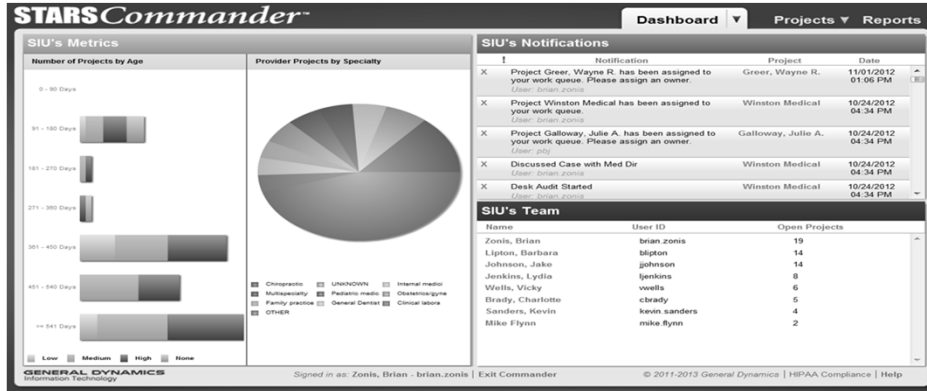 STARSCommander™
Dashboard ▼ Projects ▼ Reports
SIU's Metrics
Number of Projects by Age
0 - 90 Days
91 - 180 Days
181 - 270 Days
271 - 360 Days
361 - 450 Days
451 - 540 Days
>= 541 Days
Low Medium High None
Provider Projects by Specialty
Chiropractic UNKNOWN Internal medici
Multispecialty Pediatric medic Obstetrics/gyne
Family practice General Dentist Clinical labora
OTHER
SIU's Notifications
! Notification Project Date
X Project Greer, Wayne R. has been assigned to Greer, Wayne R. 11/01/2012
your work queue. Please assign an owner. 01:06 PM
User: brian.zonis
X Project Winston Medical has been assigned to Winston Medical 10/24/2012
your work queue. 04:34 PM
User: brian.zonis
X Project Galloway, Julie A. has been assigned to Galloway, Julie A. 10/24/2012
your work queue. Please assign an owner. 04:34 PM
User: pbj
X Discussed Case with Med Dir Winston Medical 10/24/2012
User: brian.zonis 04:34 PM
X Desk Audit Started Winston Medical 10/24/2012
User: brian.zonis 04:34 PM
SIU's Team
Name User ID Open Projects
Zonis, Brian brian.zonis 19
Lipton, Barbara blipton 14
Johnson, Jake jjohnson 14
Jenkins, Lydia ljenkins 8
Wells, Vicky vwells 6
Brady, Charlotte cbrady 5
Sanders, Kevin kevin.sanders 4
Mike Flynn mike.flynn 2
GENERAL DYNAMICS
Information Technology
Signed in as: Zonis, Brian - brian.zonis | Exit Commander
© 2011-2013 General Dynamics | HIPAA Compliance | Help